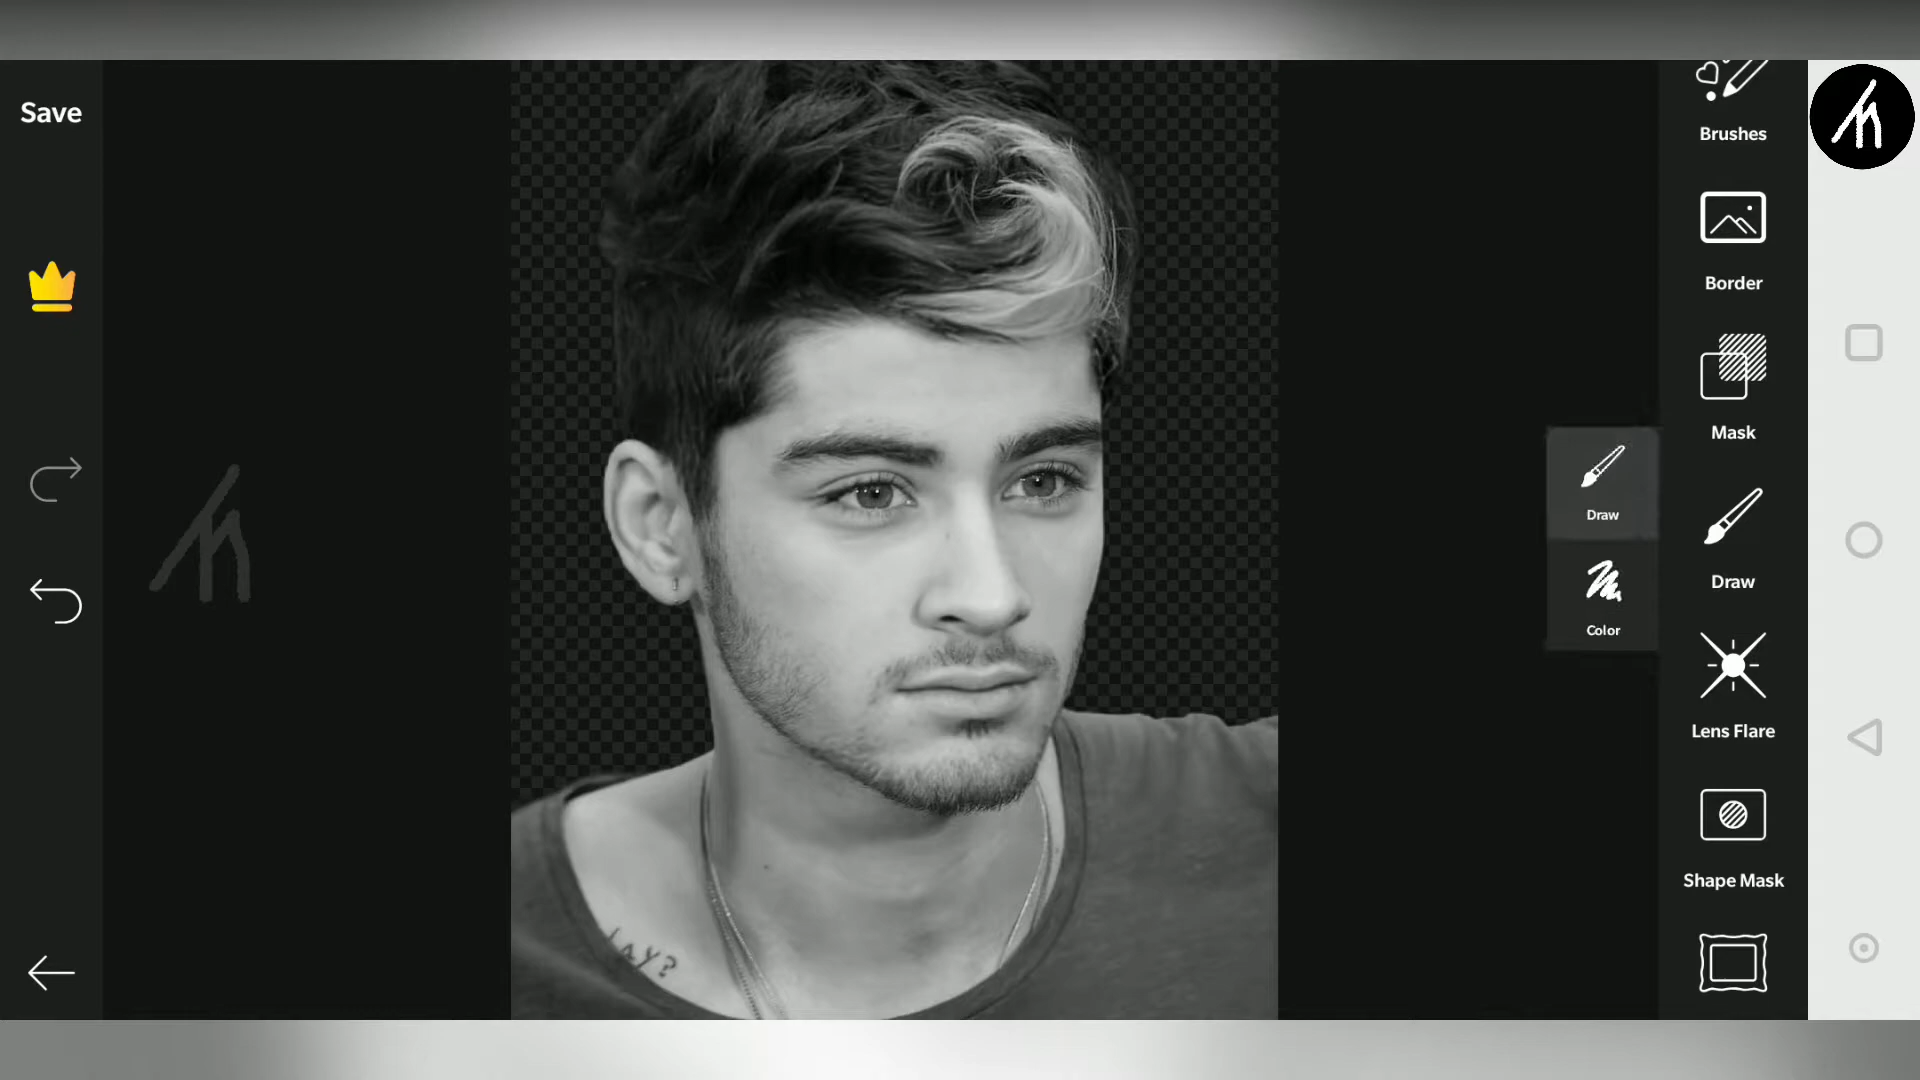 Save
Brushes
Border
Mask
Draw
Color
Draw
Lens Flare
Shape Mask